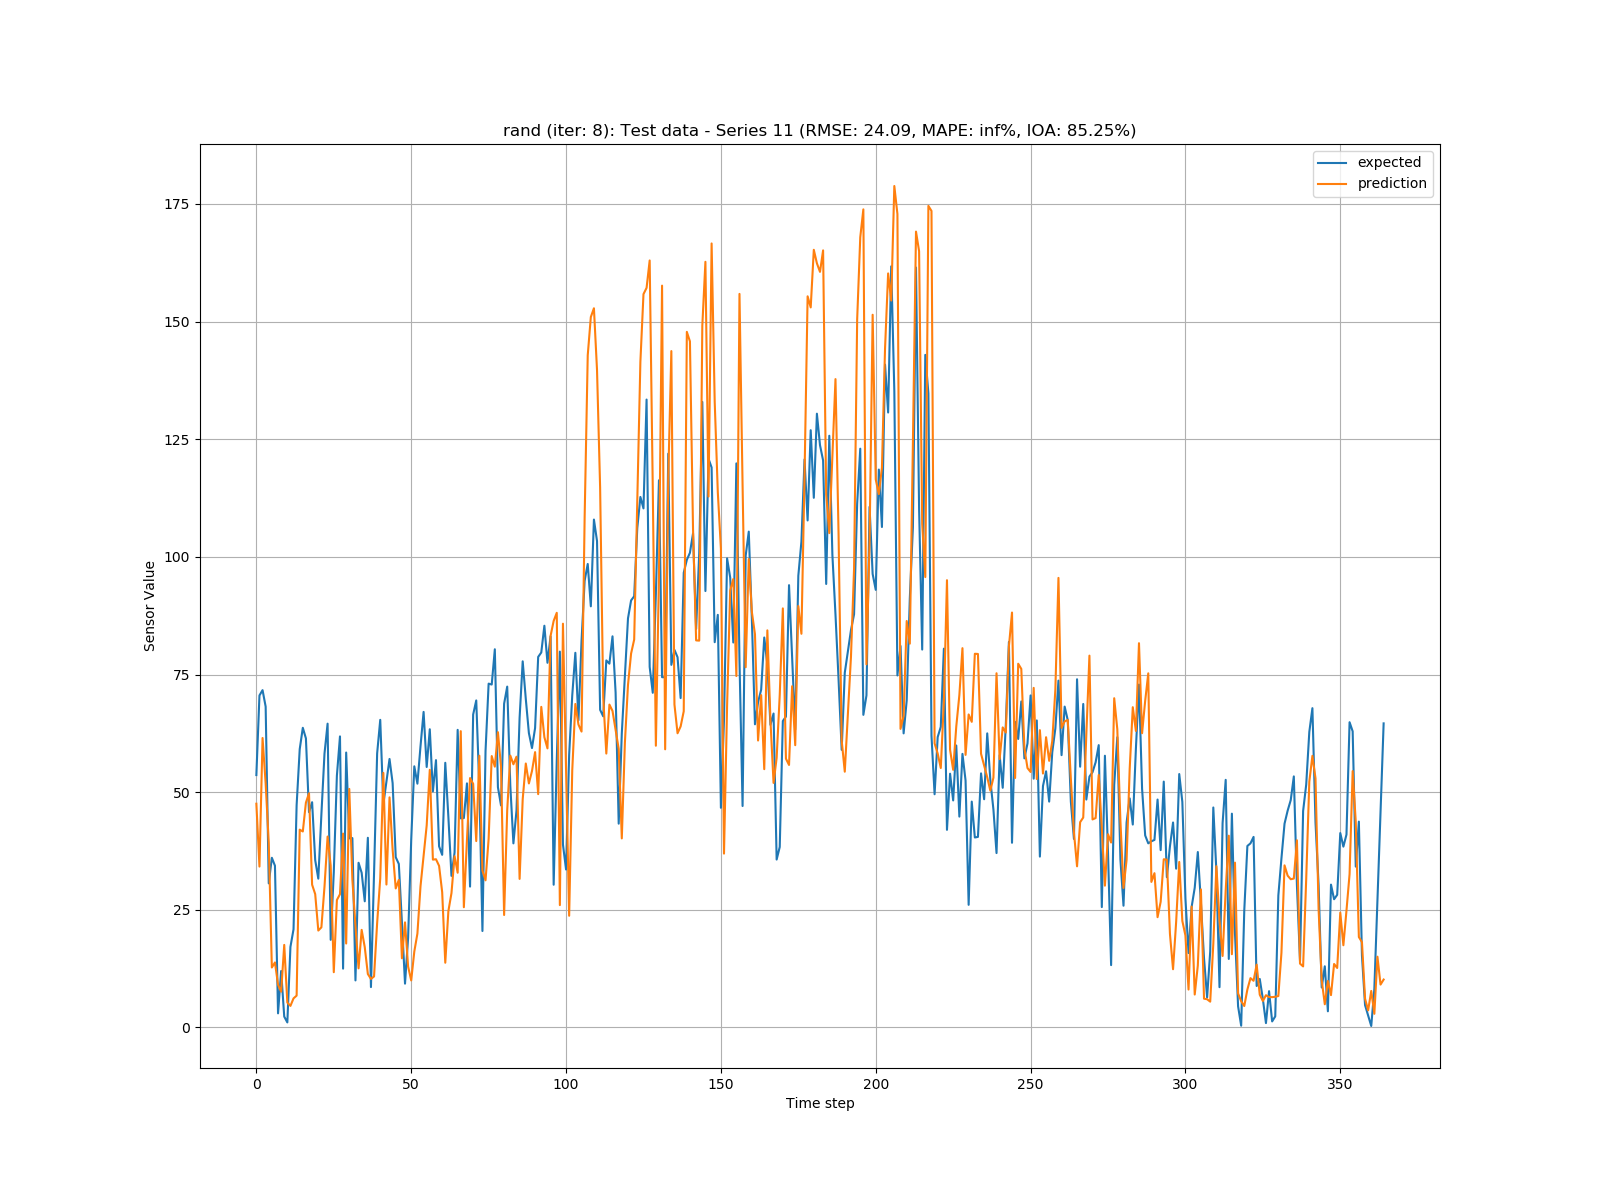 rand (iter: 8): Test data - Series 11 (RMSE: 24.09, MAPE: inf%, IOA: 85.25%)
expected
prediction
175
150
125
100
75
50
25
0
Sensor Value
0 50 100 150 200 250 300 350
Time step